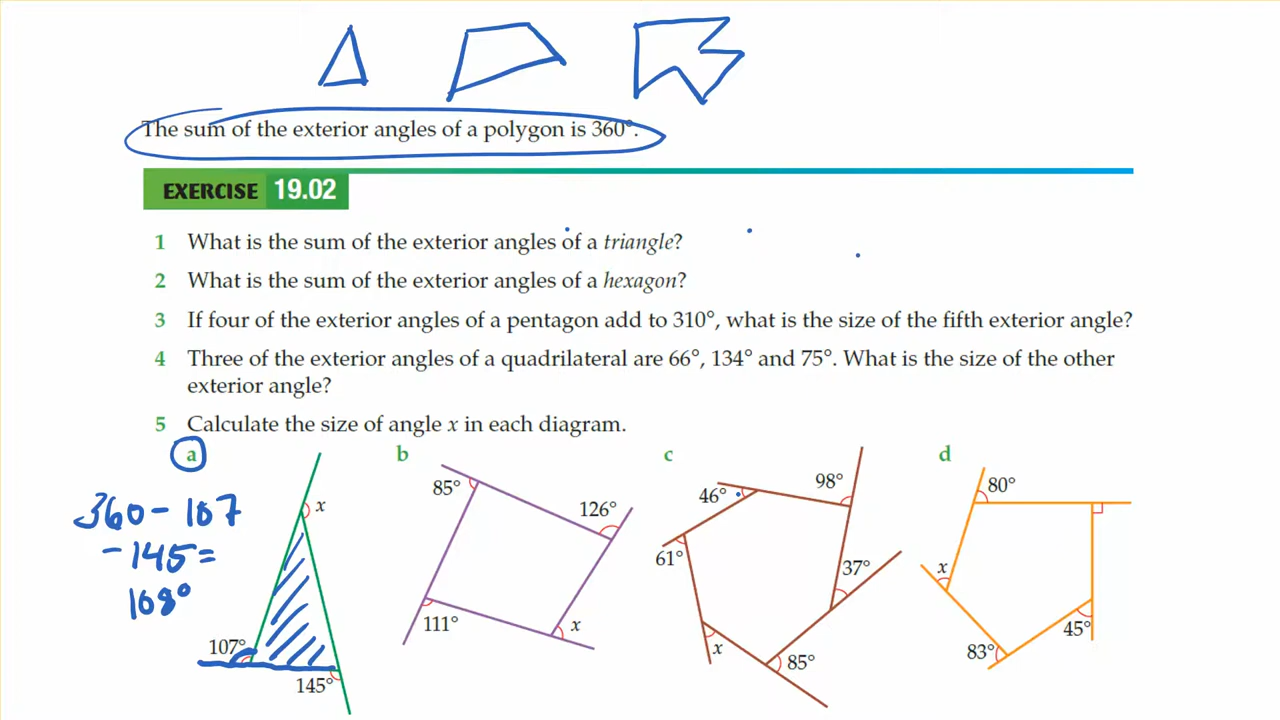 The sum of the exterior angles of a polygon is 360°.
EXERCISE 19.02
1 What is the sum of the exterior angles of a triangle?
2 What is the sum of the exterior angles of a hexagon?
3 If four of the exterior angles of a pentagon add to 310°, what is the size of the fifth exterior angle?
4 Three of the exterior angles of a quadrilateral are 66°, 134° and 75°. What is the size of the other
exterior angle?
5 Calculate the size of angle x in each diagram.
a
360 - 107
- 145 =
108°
x
107°
145°
b
85°
126°
111°
x
c
46°
98°
61°
37°
x
85°
d
80°
x
45°
83°